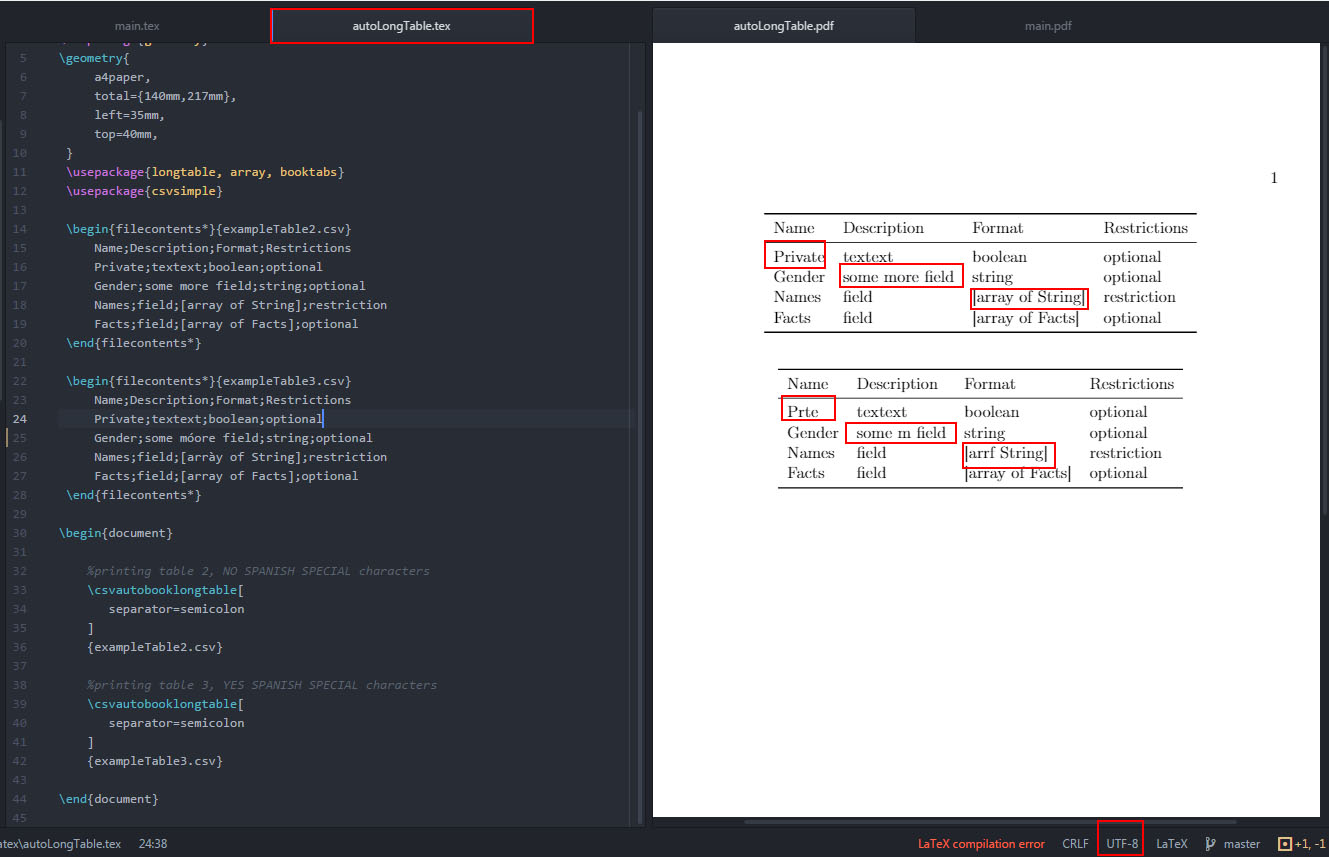 main.tex
autoLongTable.tex
autoLongTable.pdf
main.pdf
5 \geometry{
6 a4paper,
7 total={140mm,217mm},
8 left=35mm,
9 top=40mm,
10 }
11 \usepackage{longtable, array, booktabs}
12 \usepackage{csvsimple}
13
14 \begin{filecontents*}{exampleTable2.csv}
15 Name;Description;Format;Restrictions
16 Private;textext;boolean;optional
17 Gender;some more field;string;optional
18 Names;field;[array of String];restriction
19 Facts;field;[array of Facts];optional
20 \end{filecontents*}
21
22 \begin{filecontents*}{exampleTable3.csv}
23 Name;Description;Format;Restrictions
24 Prívate;textext;boolean;optional
25 Gender;some móore field;string;optional
26 Names;field;[arrày of String];restriction
27 Facts;field;[array of Facts];optional
28 \end{filecontents*}
29
30 \begin{document}
31
32 %printing table 2, NO SPANISH SPECIAL characters
33 \csvautobooklongtable[
34 separator=semicolon
35 ]
36 {exampleTable2.csv}
37
38 %printing table 3, YES SPANISH SPECIAL characters
39 \csvautobooklongtable[
40 separator=semicolon
41 ]
42 {exampleTable3.csv}
43
44 \end{document}
45
1
Name Description Format Restrictions
Private textext boolean optional
Gender some more field string optional
Names field [array of String] restriction
Facts field [array of Facts] optional
Name Description Format Restrictions
Prte textext boolean optional
Gender some m field string optional
Names field [arrf String] restriction
Facts field [array of Facts] optional
atex\autoLongTable.tex 24:38 LaTeX compilation error CRLF UTF-8 LaTeX master +1, -1